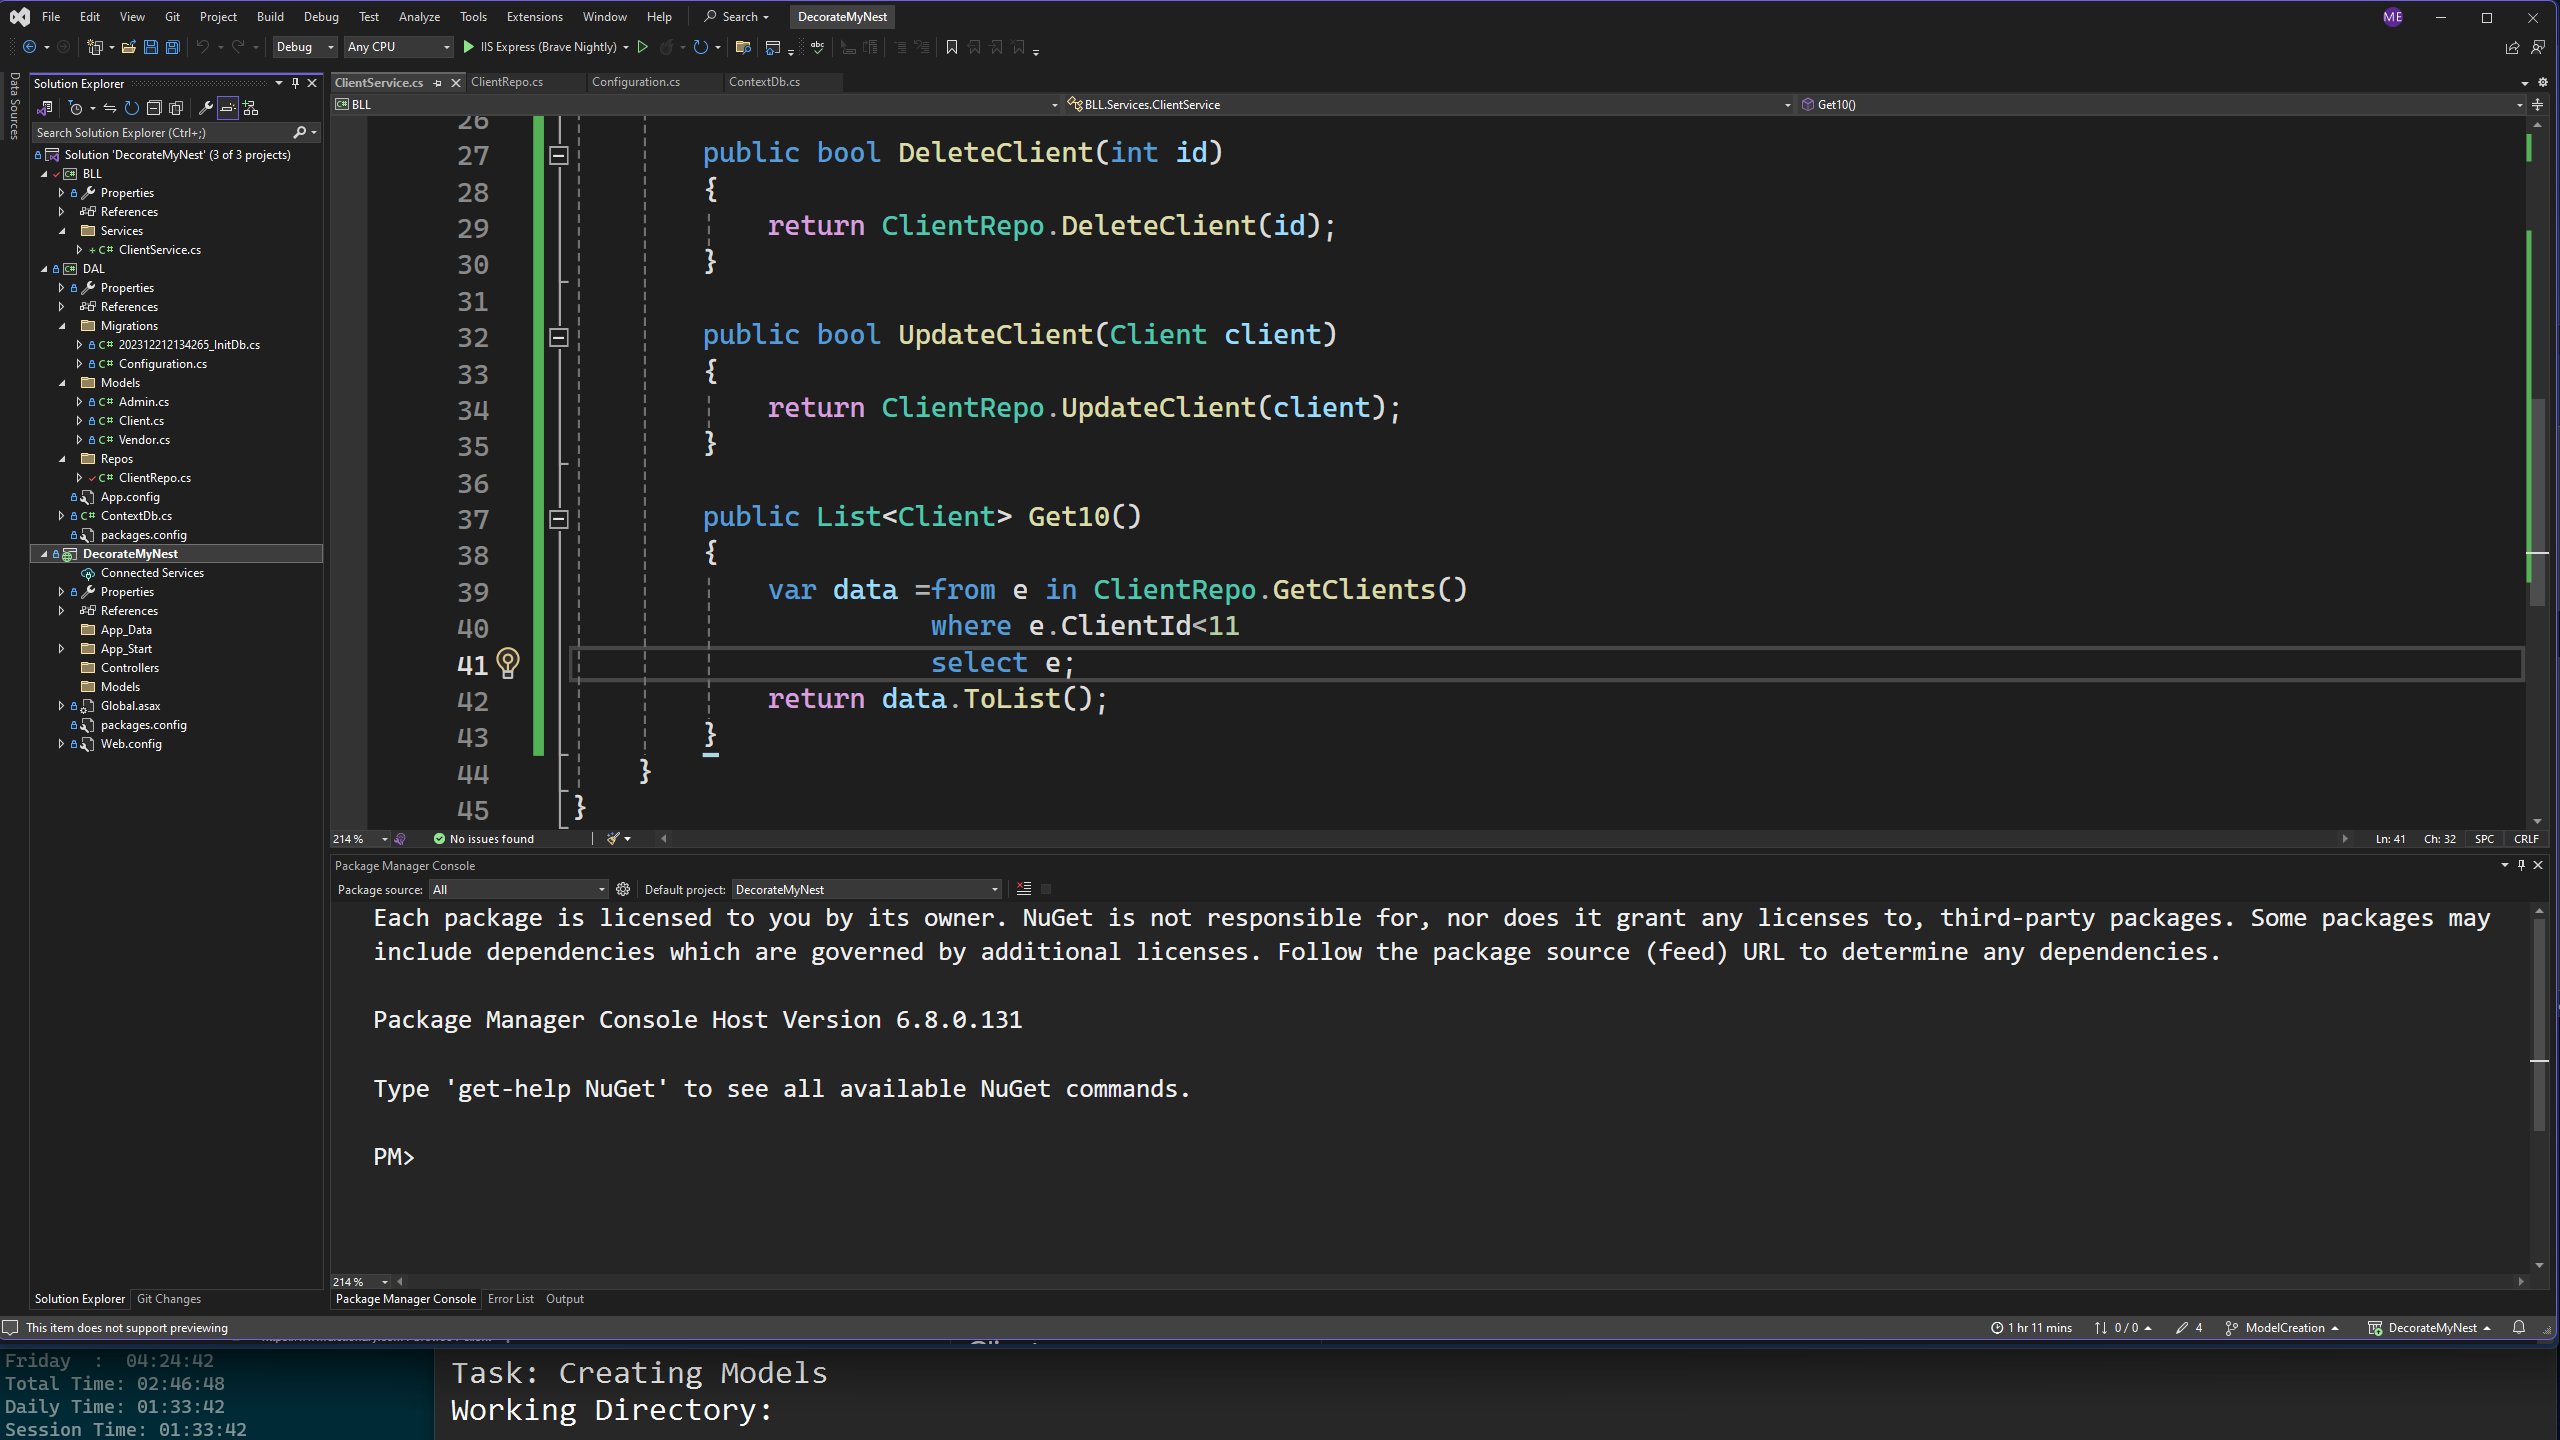 File Edit View Git Project Build Debug Test Analyze Tools Extensions Window Help Search DecorateMyNest ME
Debug Any CPU IIS Express (Brave Nightly)
Data Sources
Solution Explorer
Search Solution Explorer (Ctrl+;)
Solution 'DecorateMyNest' (3 of 3 projects)
BLL
Properties
References
Services
C# ClientService.cs
DAL
Properties
References
Migrations
C# 202312212134265_InitDb.cs
C# Configuration.cs
Models
C# Admin.cs
C# Client.cs
C# Vendor.cs
Repos
C# ClientRepo.cs
App.config
C# ContextDb.cs
packages.config
DecorateMyNest
Connected Services
Properties
References
App_Data
App_Start
Controllers
Models
Global.asax
packages.config
Web.config
Solution Explorer Git Changes
ClientService.cs ClientRepo.cs Configuration.cs ContextDb.cs
BLL BLL.Services.ClientService Get10()
26
27 public bool DeleteClient(int id)
28 {
29 return ClientRepo.DeleteClient(id);
30 }
31
32 public bool UpdateClient(Client client)
33 {
34 return ClientRepo.UpdateClient(client);
35 }
36
37 public List<Client> Get10()
38 {
39 var data =from e in ClientRepo.GetClients()
40 where e.ClientId<11
41 select e;
42 return data.ToList();
43 }
44 }
45 }
214 % No issues found Ln: 41 Ch: 32 SPC CRLF
Package Manager Console
Package source: All Default project: DecorateMyNest
Each package is licensed to you by its owner. NuGet is not responsible for, nor does it grant any licenses to, third-party packages. Some packages may
include dependencies which are governed by additional licenses. Follow the package source (feed) URL to determine any dependencies.
Package Manager Console Host Version 6.8.0.131
Type 'get-help NuGet' to see all available NuGet commands.
PM>
214 %
Package Manager Console Error List Output
This item does not support previewing 1 hr 11 mins 0 / 0 4 ModelCreation DecorateMyNest
Friday : 04:24:42
Total Time: 02:46:48
Daily Time: 01:33:42
Session Time: 01:33:42
Task: Creating Models
Working Directory: